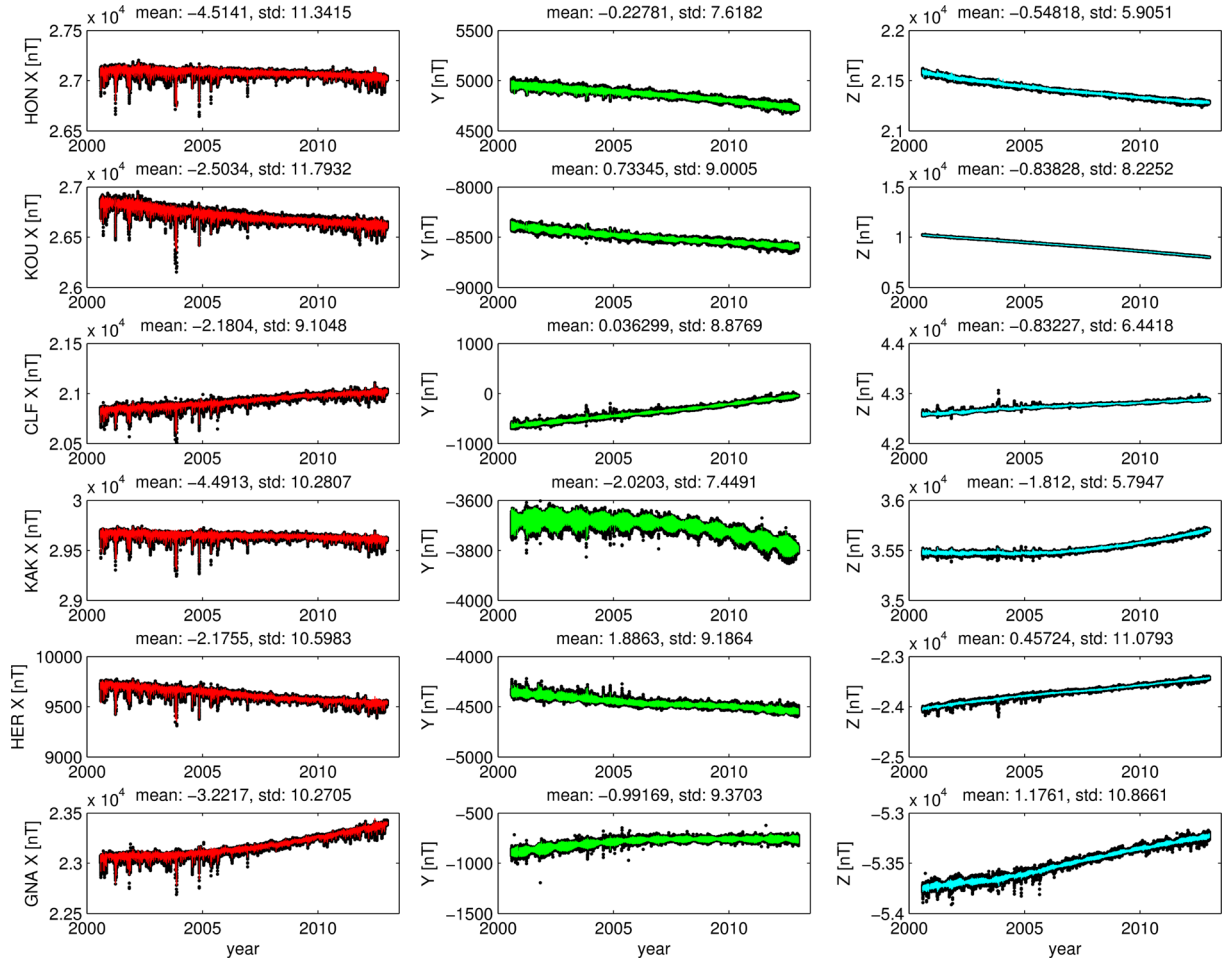 x 10^4 mean: −4.5141, std: 11.3415
mean: −0.22781, std: 7.6182
x 10^4 mean: −0.54818, std: 5.9051
HON X [nT]
2.75
2.7
2.65
2000 2005 2010
Y [nT]
5500
5000
4500
2000 2005 2010
Z [nT]
2.2
2.15
2.1
2000 2005 2010
x 10^4 mean: −2.5034, std: 11.7932
mean: 0.73345, std: 9.0005
x 10^4 mean: −0.83828, std: 8.2252
KOU X [nT]
2.7
2.65
2.6
2000 2005 2010
Y [nT]
−8000
−8500
−9000
2000 2005 2010
Z [nT]
1.5
1
0.5
2000 2005 2010
x 10^4 mean: −2.1804, std: 9.1048
mean: 0.036299, std: 8.8769
x 10^4 mean: −0.83227, std: 6.4418
CLF X [nT]
2.15
2.1
2.05
2000 2005 2010
Y [nT]
1000
0
−1000
2000 2005 2010
Z [nT]
4.4
4.3
4.2
2000 2005 2010
x 10^4 mean: −4.4913, std: 10.2807
mean: −2.0203, std: 7.4491
x 10^4 mean: −1.812, std: 5.7947
KAK X [nT]
3
2.95
2.9
2000 2005 2010
Y [nT]
−3600
−3800
−4000
2000 2005 2010
Z [nT]
3.6
3.55
3.5
2000 2005 2010
mean: −2.1755, std: 10.5983
mean: 1.8863, std: 9.1864
x 10^4 mean: 0.45724, std: 11.0793
HER X [nT]
10000
9500
9000
2000 2005 2010
Y [nT]
−4000
−4500
−5000
2000 2005 2010
Z [nT]
−2.3
−2.4
−2.5
2000 2005 2010
x 10^4 mean: −3.2217, std: 10.2705
mean: −0.99169, std: 9.3703
x 10^4 mean: 1.1761, std: 10.8661
GNA X [nT]
2.35
2.3
2.25
2000 2005 2010
year
Y [nT]
−500
−1000
−1500
2000 2005 2010
year
Z [nT]
−5.3
−5.35
−5.4
2000 2005 2010
year